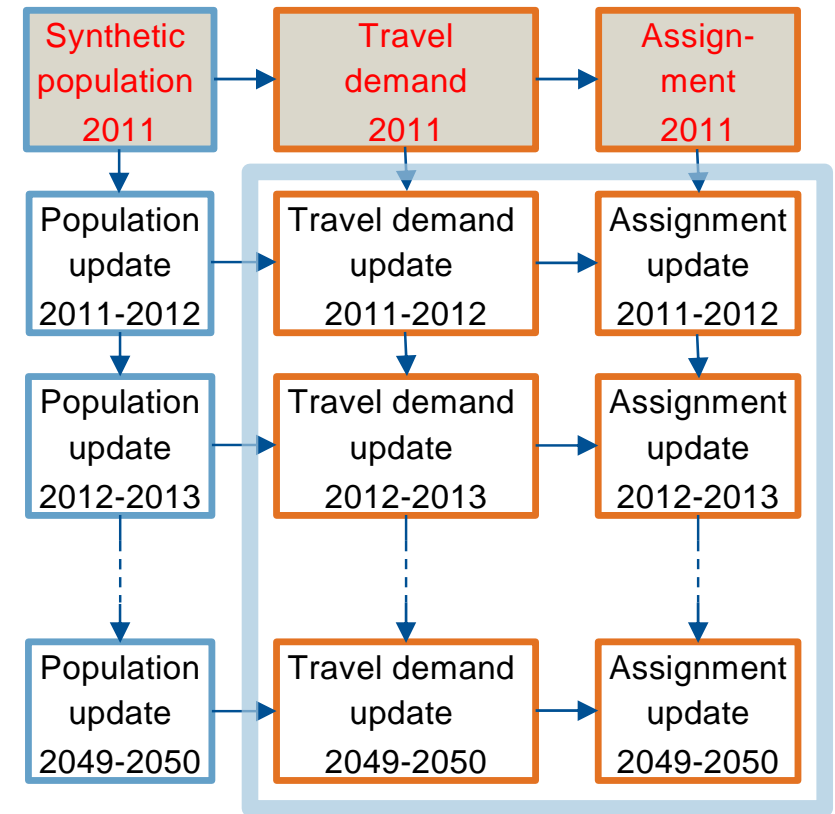 Synthetic
population
2011
Travel
demand
2011
Assign-
ment
2011
Population
update
2011-2012
Travel demand
update
2011-2012
Assignment
update
2011-2012
Population
update
2012-2013
Travel demand
update
2012-2013
Assignment
update
2012-2013
Population
update
2049-2050
Travel demand
update
2049-2050
Assignment
update
2049-2050